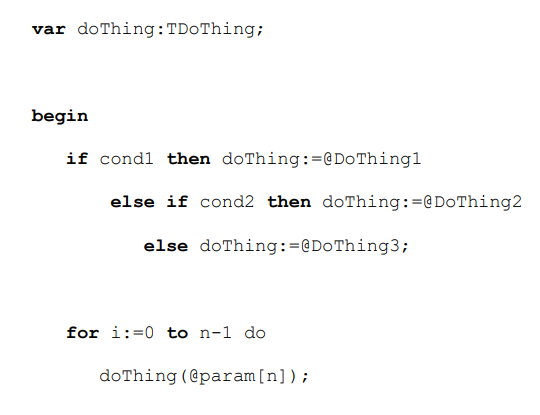 var doThing:TDoThing;
begin
if cond1 then doThing:=@DoThing1
else if cond2 then doThing:=@DoThing2
else doThing:=@DoThing3;
for i:=0 to n-1 do
doThing(@param[n]);